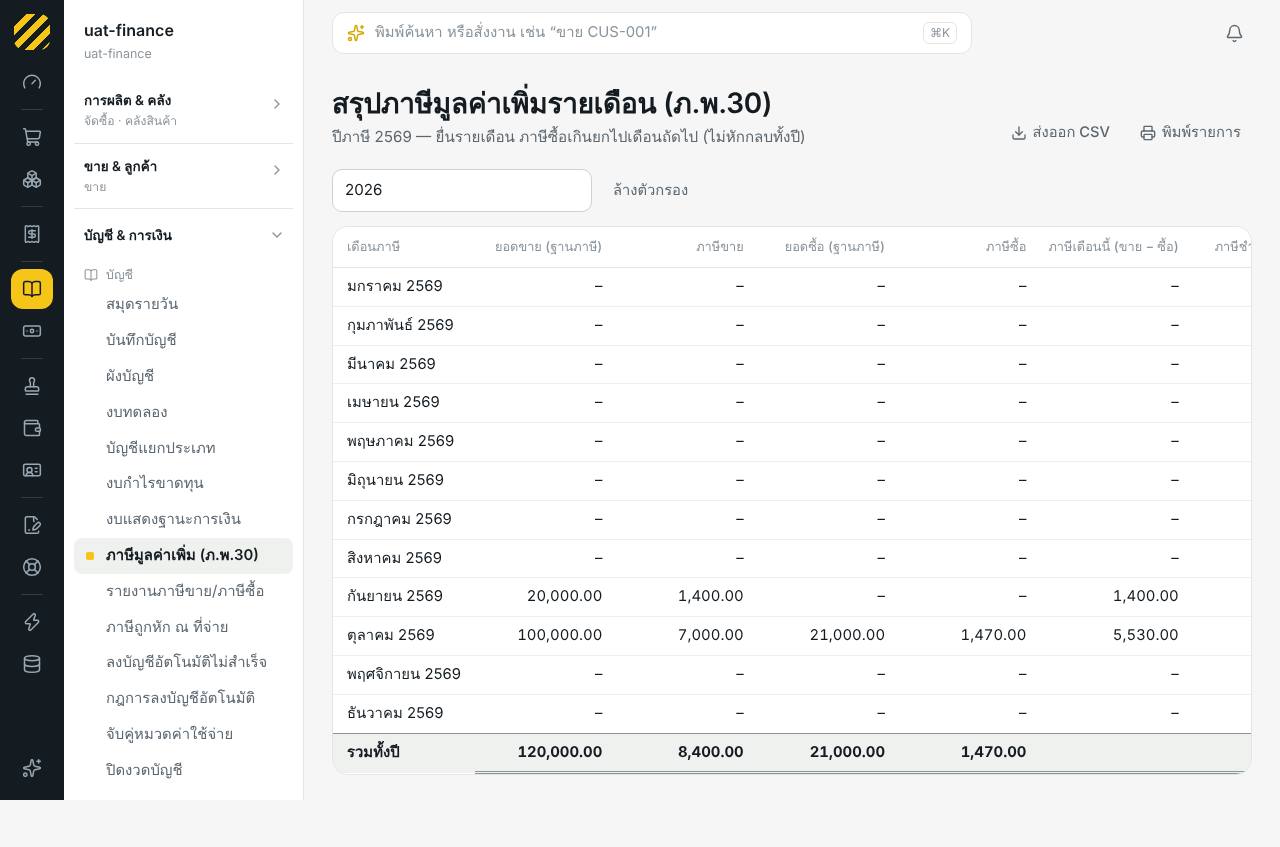 uat-finance
uat-finance
การผลิต & คลัง
จัดซื้อ · คลังสินค้า
ขาย & ลูกค้า
ขาย
บัญชี & การเงิน
บัญชี
สมุดรายวัน
บันทึกบัญชี
ผังบัญชี
งบทดลอง
บัญชีแยกประเภท
งบกำไรขาดทุน
งบแสดงฐานะการเงิน
ภาษีมูลค่าเพิ่ม (ภ.พ.30)
รายงานภาษีขาย/ภาษีซื้อ
ภาษีถูกหัก ณ ที่จ่าย
ลงบัญชีอัตโนมัติไม่สำเร็จ
กฎการลงบัญชีอัตโนมัติ
จับคู่หมวดค่าใช้จ่าย
ปิดงวดบัญชี
พิมพ์ค้นหา หรือสั่งงาน เช่น “ขาย CUS-001” ⌘K
สรุปภาษีมูลค่าเพิ่มรายเดือน (ภ.พ.30)
ปีภาษี 2569 — ยื่นรายเดือน ภาษีซื้อเกินยกไปเดือนถัดไป (ไม่หักกลบทั้งปี)
ส่งออก CSV พิมพ์รายการ
2026 ล้างตัวกรอง
เดือนภาษี ยอดขาย (ฐานภาษี) ภาษีขาย ยอดซื้อ (ฐานภาษี) ภาษีซื้อ ภาษีเดือนนี้ (ขาย − ซื้อ)
มกราคม 2569 – – – – –
กุมภาพันธ์ 2569 – – – – –
มีนาคม 2569 – – – – –
เมษายน 2569 – – – – –
พฤษภาคม 2569 – – – – –
มิถุนายน 2569 – – – – –
กรกฎาคม 2569 – – – – –
สิงหาคม 2569 – – – – –
กันยายน 2569 20,000.00 1,400.00 – – 1,400.00
ตุลาคม 2569 100,000.00 7,000.00 21,000.00 1,470.00 5,530.00
พฤศจิกายน 2569 – – – – –
ธันวาคม 2569 – – – – –
รวมทั้งปี 120,000.00 8,400.00 21,000.00 1,470.00